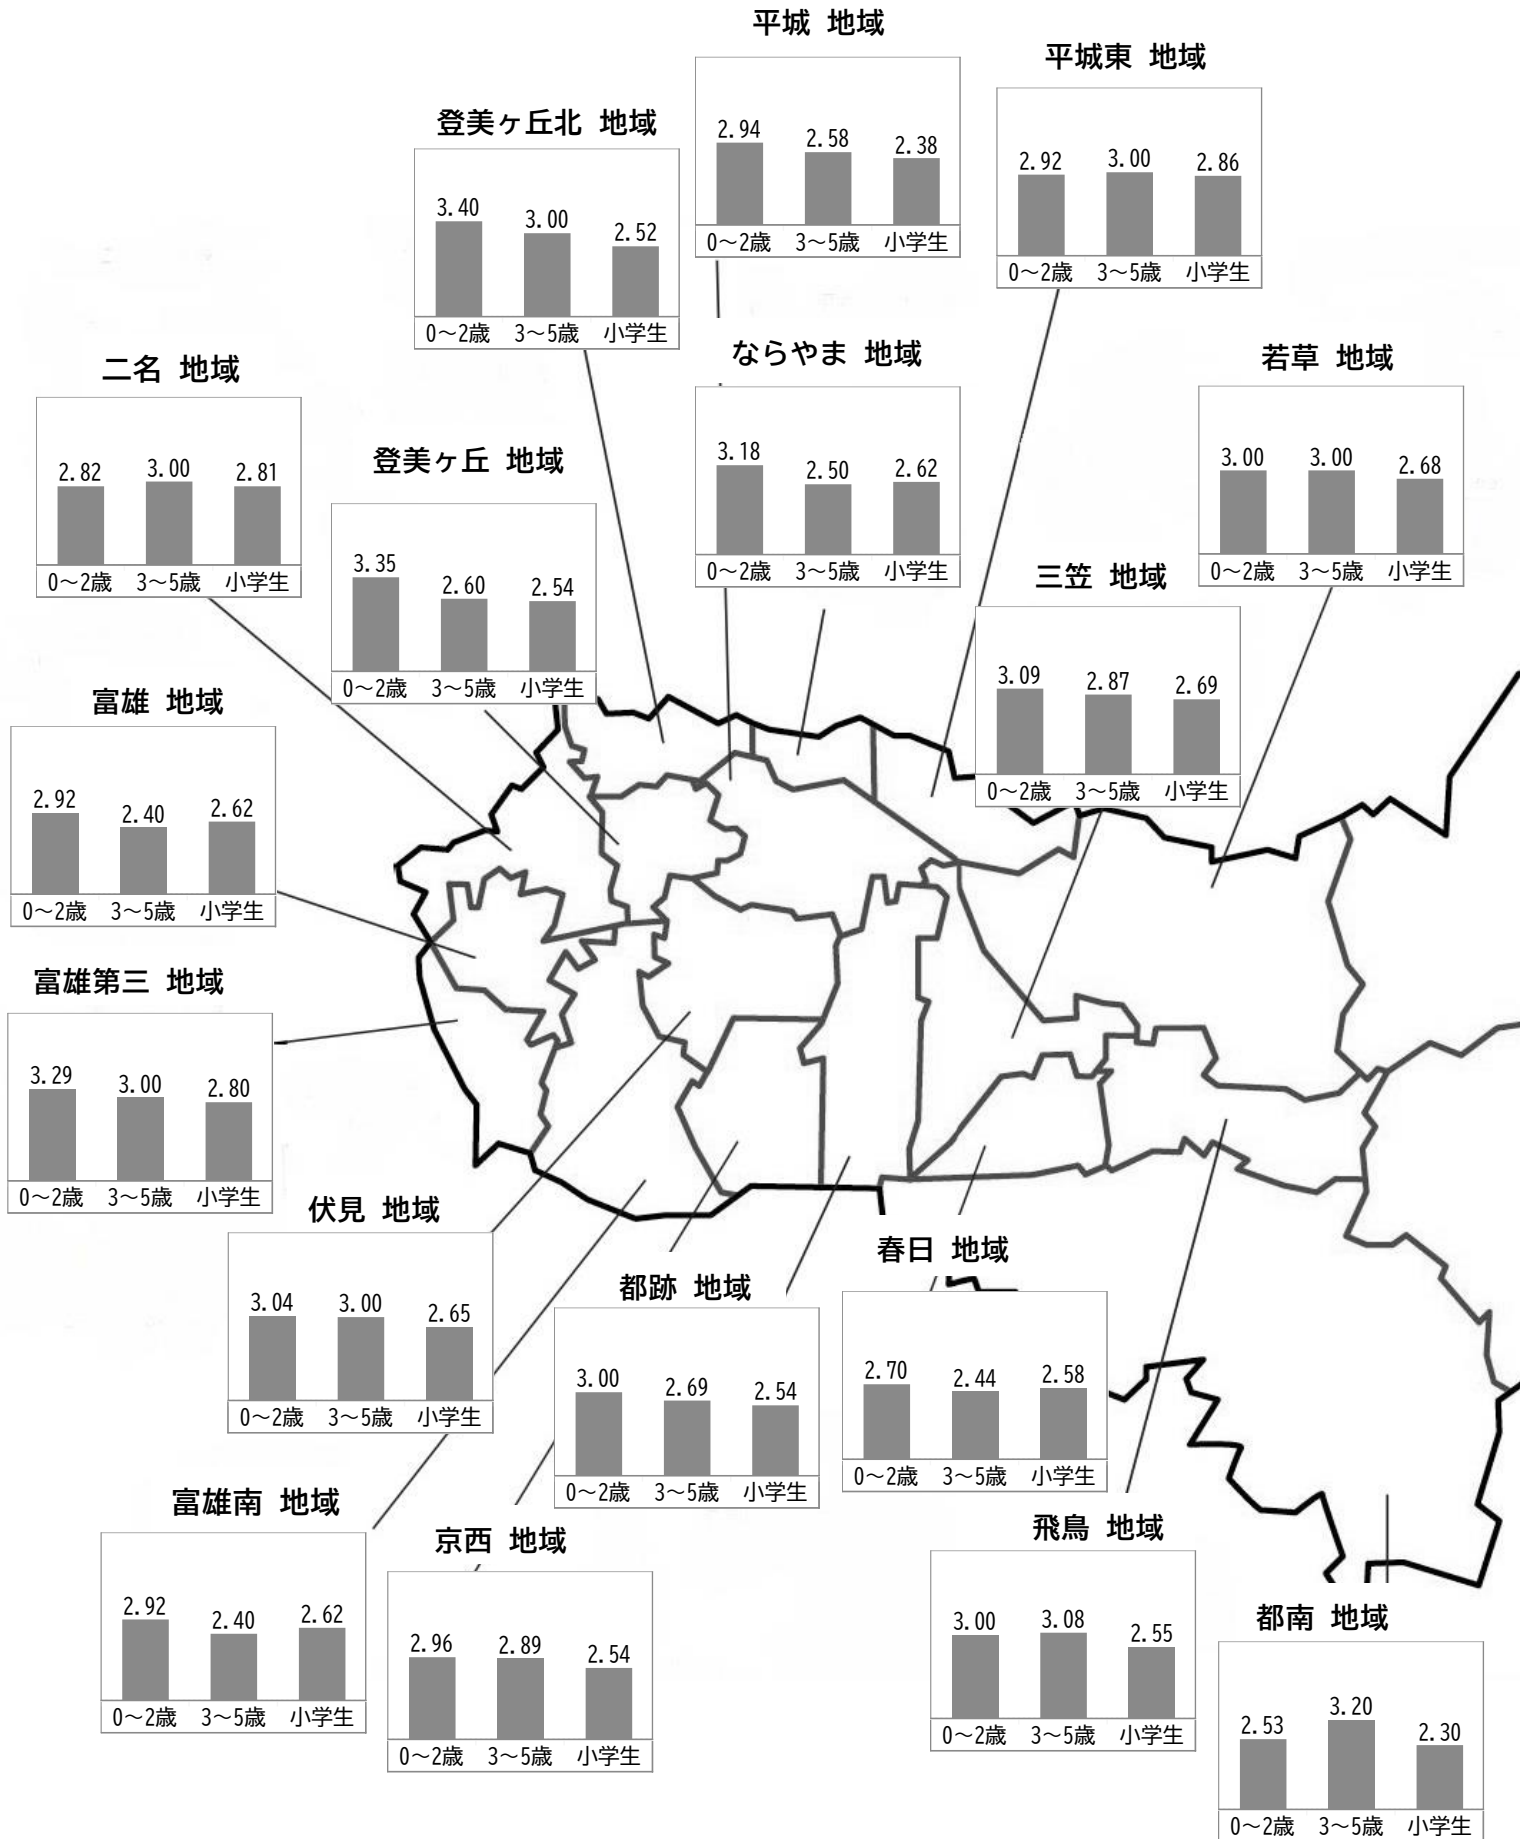 平城 地域
2.94 2.58 2.38
0～2歳 3～5歳 小学生
平城東 地域
2.92 3.00 2.86
0～2歳 3～5歳 小学生
登美ヶ丘北 地域
3.40 3.00 2.52
0～2歳 3～5歳 小学生
ならやま 地域
3.18 2.50 2.62
0～2歳 3～5歳 小学生
若草 地域
3.00 3.00 2.68
0～2歳 3～5歳 小学生
二名 地域
2.82 3.00 2.81
0～2歳 3～5歳 小学生
登美ヶ丘 地域
3.35 2.60 2.54
0～2歳 3～5歳 小学生
三笠 地域
3.09 2.87 2.69
0～2歳 3～5歳 小学生
富雄 地域
2.92 2.40 2.62
0～2歳 3～5歳 小学生
富雄第三 地域
3.29 3.00 2.80
0～2歳 3～5歳 小学生
伏見 地域
3.04 3.00 2.65
0～2歳 3～5歳 小学生
都跡 地域
3.00 2.69 2.54
0～2歳 3～5歳 小学生
春日 地域
2.70 2.44 2.58
0～2歳 3～5歳 小学生
富雄南 地域
2.92 2.40 2.62
0～2歳 3～5歳 小学生
京西 地域
2.96 2.89 2.54
0～2歳 3～5歳 小学生
飛鳥 地域
3.00 3.08 2.55
0～2歳 3～5歳 小学生
都南 地域
2.53 3.20 2.30
0～2歳 3～5歳 小学生